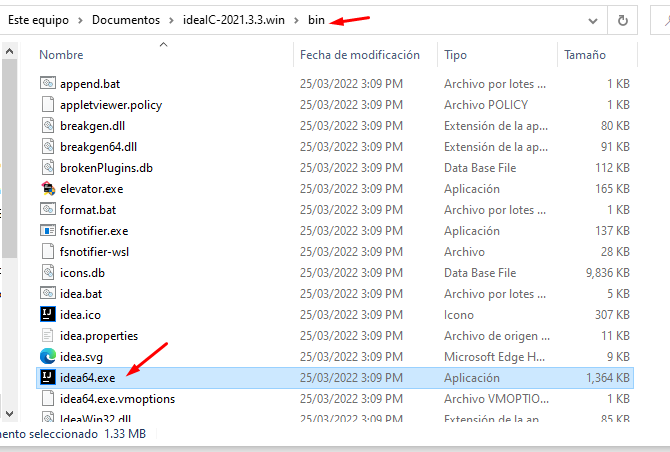 Este equipo > Documentos > ideaIC-2021.3.3.win > bin
Nombre Fecha de modificación Tipo Tamaño
append.bat 25/03/2022 3:09 PM Archivo por lotes ... 1 KB
appletviewer.policy 25/03/2022 3:09 PM Archivo POLICY 1 KB
breakgen.dll 25/03/2022 3:09 PM Extensión de la ap... 80 KB
breakgen64.dll 25/03/2022 3:09 PM Extensión de la ap... 91 KB
brokenPlugins.db 25/03/2022 3:09 PM Data Base File 112 KB
elevator.exe 25/03/2022 3:09 PM Aplicación 165 KB
format.bat 25/03/2022 3:09 PM Archivo por lotes ... 1 KB
fsnotifier.exe 25/03/2022 3:09 PM Aplicación 137 KB
fsnotifier-wsl 25/03/2022 3:09 PM Archivo 28 KB
icons.db 25/03/2022 3:09 PM Data Base File 9,836 KB
idea.bat 25/03/2022 3:09 PM Archivo por lotes ... 5 KB
idea.ico 25/03/2022 3:09 PM Icono 307 KB
idea.properties 25/03/2022 3:09 PM Archivo de origen ... 11 KB
idea.svg 25/03/2022 3:09 PM Microsoft Edge H... 9 KB
idea64.exe 25/03/2022 3:09 PM Aplicación 1,364 KB
idea64.exe.vmoptions 25/03/2022 3:09 PM Archivo VMOPTIO... 1 KB
IdeaWin32.dll 25/03/2022 3:09 PM Extensión de la ap... 85 KB
mento seleccionado 1.33 MB